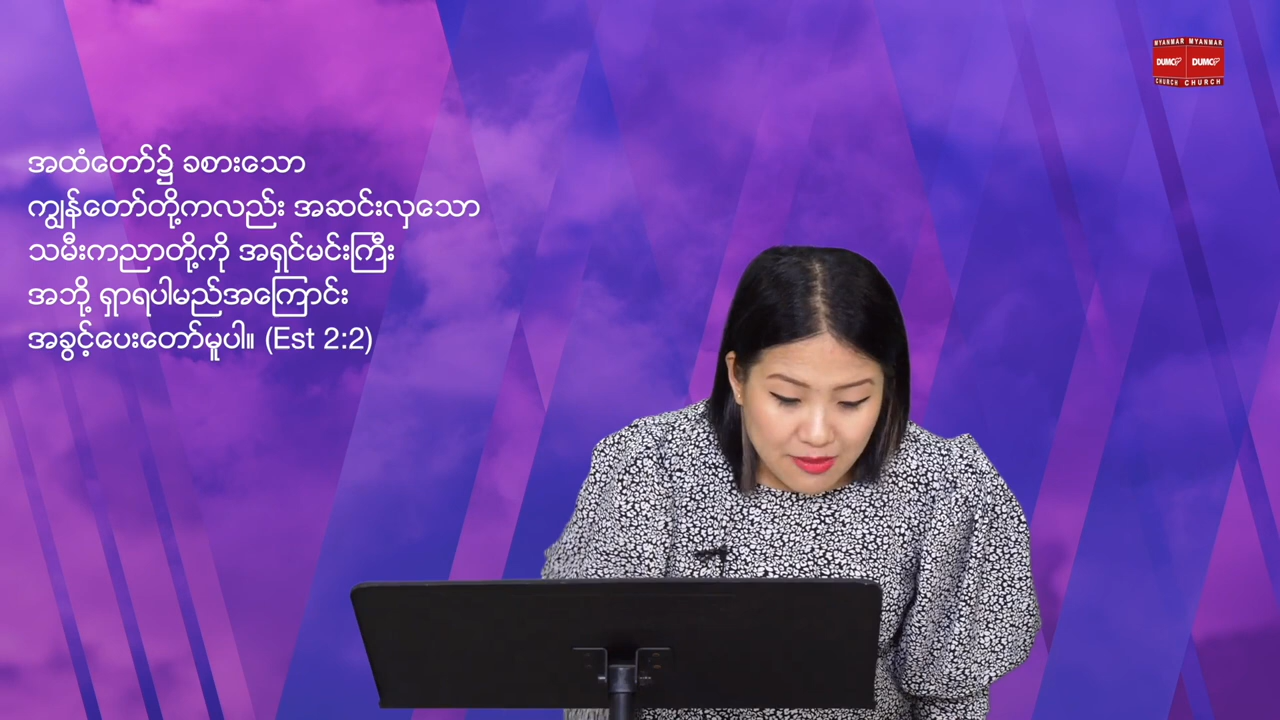 အထံတော်၌ ခစားသော
ကျွန်တော်တို့ကလည်း အဆင်းလှသော
သမီးကညာတို့ကို အရှင်မင်းကြီး
အဘို့ ရှာရပါမည်အကြောင်း
အခွင့်ပေးတော်မူပါ။ (Est 2:2)
MYANMAR MYANMAR
DUMC DUMC
CHURCH CHURCH